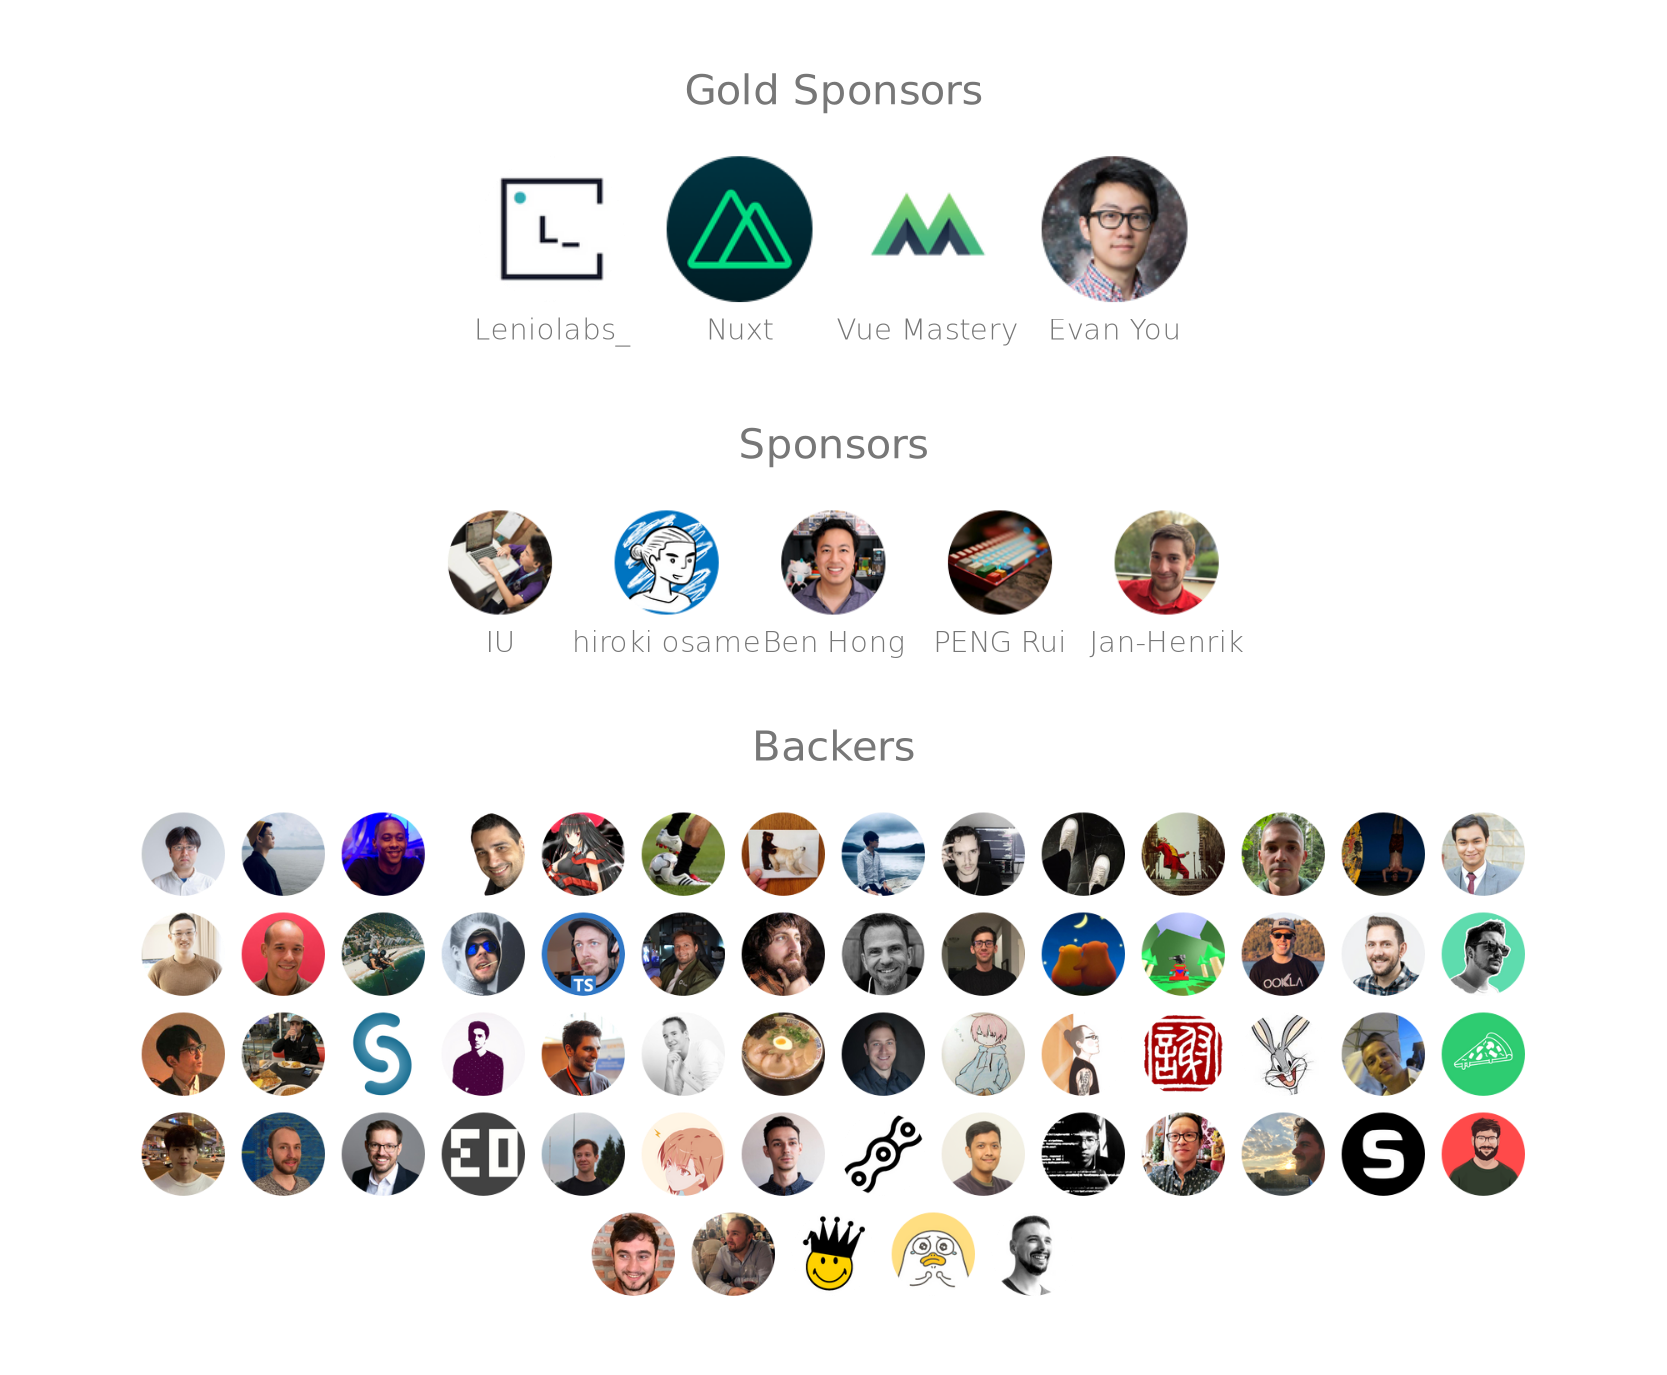 Gold Sponsors
L_
Leniolabs_ Nuxt Vue Mastery Evan You
Sponsors
IU hiroki osame Ben Hong PENG Rui Jan-Henrik
Backers
TS
OOKLA
S
謝
S